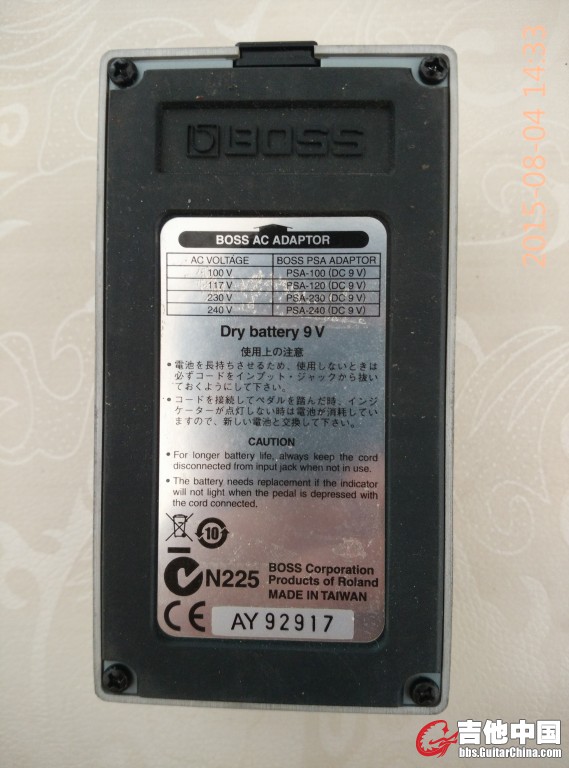 BOSS
BOSS AC ADAPTOR
AC VOLTAGE BOSS PSA ADAPTOR
100 V PSA-100 (DC 9 V)
117 V PSA-120 (DC 9 V)
230 V PSA-230 (DC 9 V)
240 V PSA-240 (DC 9 V)
Dry battery 9 V
使用上の注意
• 電池を長持ちさせるため、使用しないときは
必ずコードをインプット・ジャックから抜い
ておくようにして下さい。
• コードを接続してペダルを踏んだ時、インジ
ケーターが点灯しない時は電池が消耗してい
ますので、新しい電池と交換して下さい。
CAUTION
• For longer battery life, always keep the cord
disconnected from input jack when not in use.
• The battery needs replacement if the indicator
will not light when the pedal is depressed with
the cord connected.
10
N225
BOSS Corporation
Products of Roland
MADE IN TAIWAN
CE
AY 92917
2015-08-04 14:33
吉他中国
bbs.GuitarChina.com